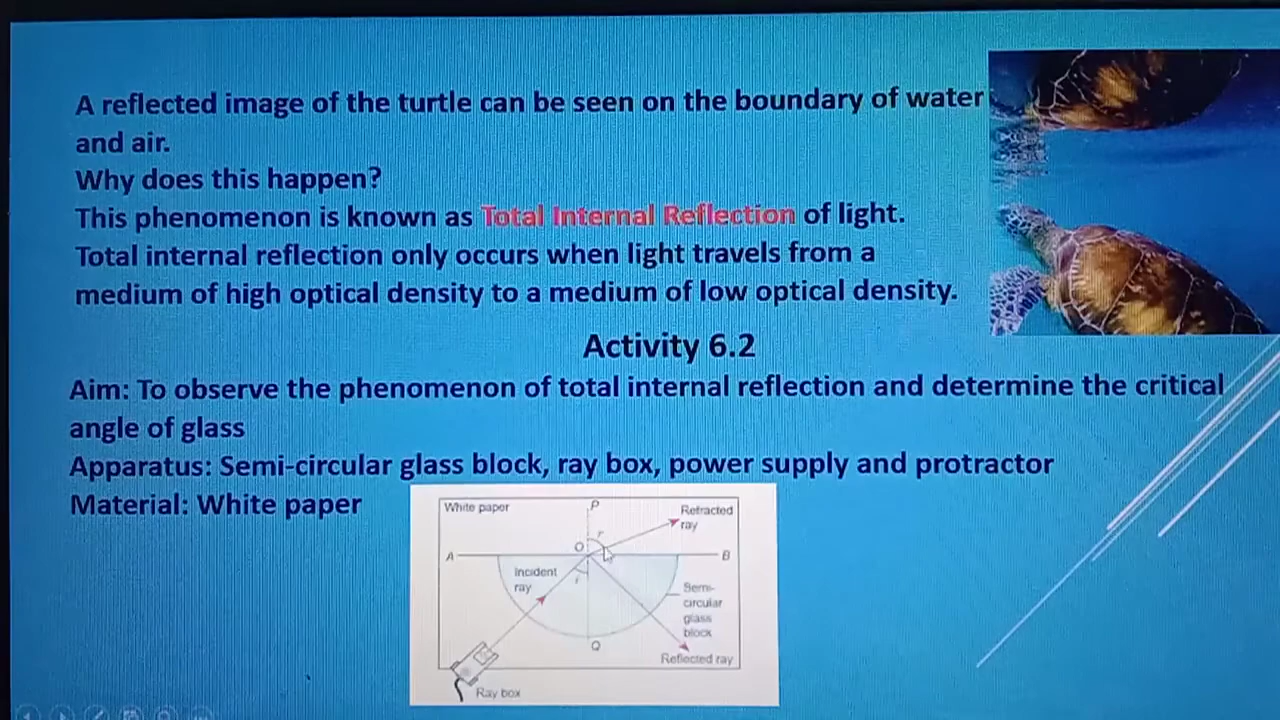 A reflected image of the turtle can be seen on the boundary of water
and air.
Why does this happen?
This phenomenon is known as Total Internal Reflection of light.
Total internal reflection only occurs when light travels from a
medium of high optical density to a medium of low optical density.
Activity 6.2
Aim: To observe the phenomenon of total internal reflection and determine the critical
angle of glass
Apparatus: Semi-circular glass block, ray box, power supply and protractor
Material: White paper
White paper
P
Refracted
ray
r
O
A
B
Incident
ray
i
Semi-
circular
glass
block
Q
Reflected ray
Ray box